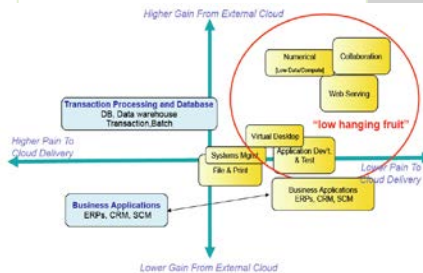 Higher Gain From External Cloud
Numerical
[Low Data/Compute]
Collaboration
Web Serving
Transaction Processing and Database
DB, Data warehouse
Transaction,Batch
"low hanging fruit"
Virtual Desktop
Higher Pain To
Cloud Delivery
Systems Mgmt
Application Dev't.
& Test
File & Print
Lower Pain To
Cloud Delivery
Business Applications
ERPs, CRM, SCM
Business Applications
ERPs, CRM, SCM
Lower Gain From External Cloud